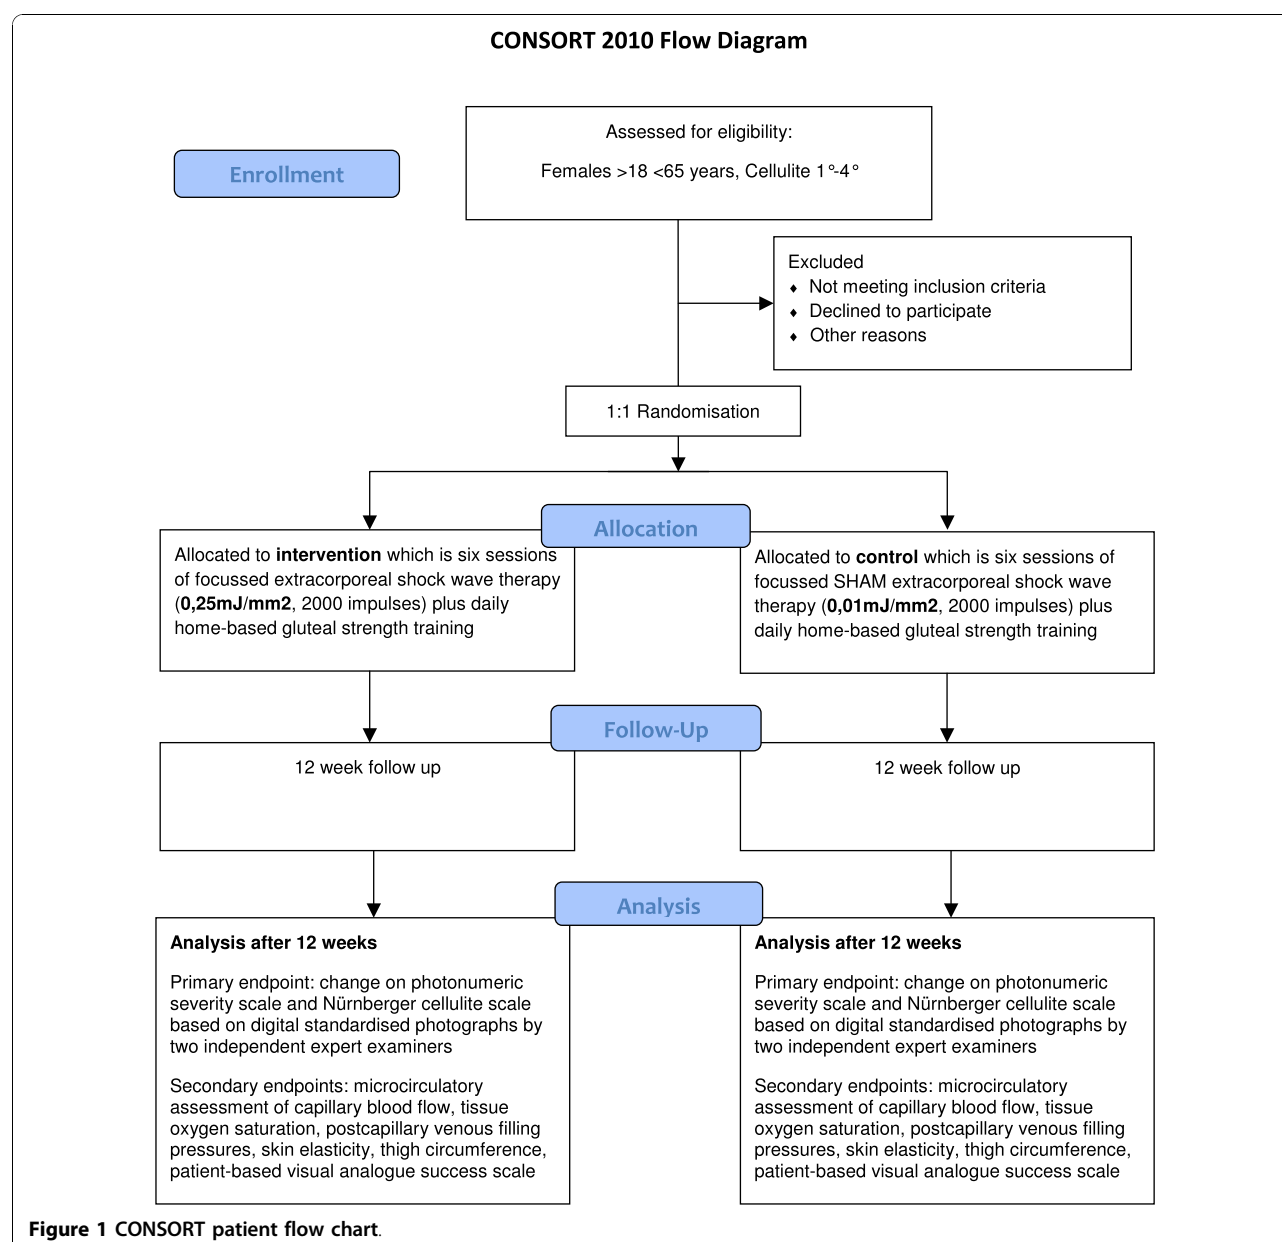 CONSORT 2010 Flow Diagram
Enrollment
Assessed for eligibility:
Females >18 <65 years, Cellulite 1°-4°
Excluded
♦ Not meeting inclusion criteria
♦ Declined to participate
♦ Other reasons
1:1 Randomisation
Allocation
Allocated to intervention which is six sessions
of focussed extracorporeal shock wave therapy
(0,25mJ/mm2, 2000 impulses) plus daily
home-based gluteal strength training
Allocated to control which is six sessions of
focussed SHAM extracorporeal shock wave
therapy (0,01mJ/mm2, 2000 impulses) plus
daily home-based gluteal strength training
Follow-Up
12 week follow up
12 week follow up
Analysis
Analysis after 12 weeks
Primary endpoint: change on photonumeric
severity scale and Nürnberger cellulite scale
based on digital standardised photographs by
two independent expert examiners
Secondary endpoints: microcirculatory
assessment of capillary blood flow, tissue
oxygen saturation, postcapillary venous filling
pressures, skin elasticity, thigh circumference,
patient-based visual analogue success scale
Analysis after 12 weeks
Primary endpoint: change on photonumeric
severity scale and Nürnberger cellulite scale
based on digital standardised photographs by
two independent expert examiners
Secondary endpoints: microcirculatory
assessment of capillary blood flow, tissue
oxygen saturation, postcapillary venous filling
pressures, skin elasticity, thigh circumference,
patient-based visual analogue success scale
Figure 1 CONSORT patient flow chart.